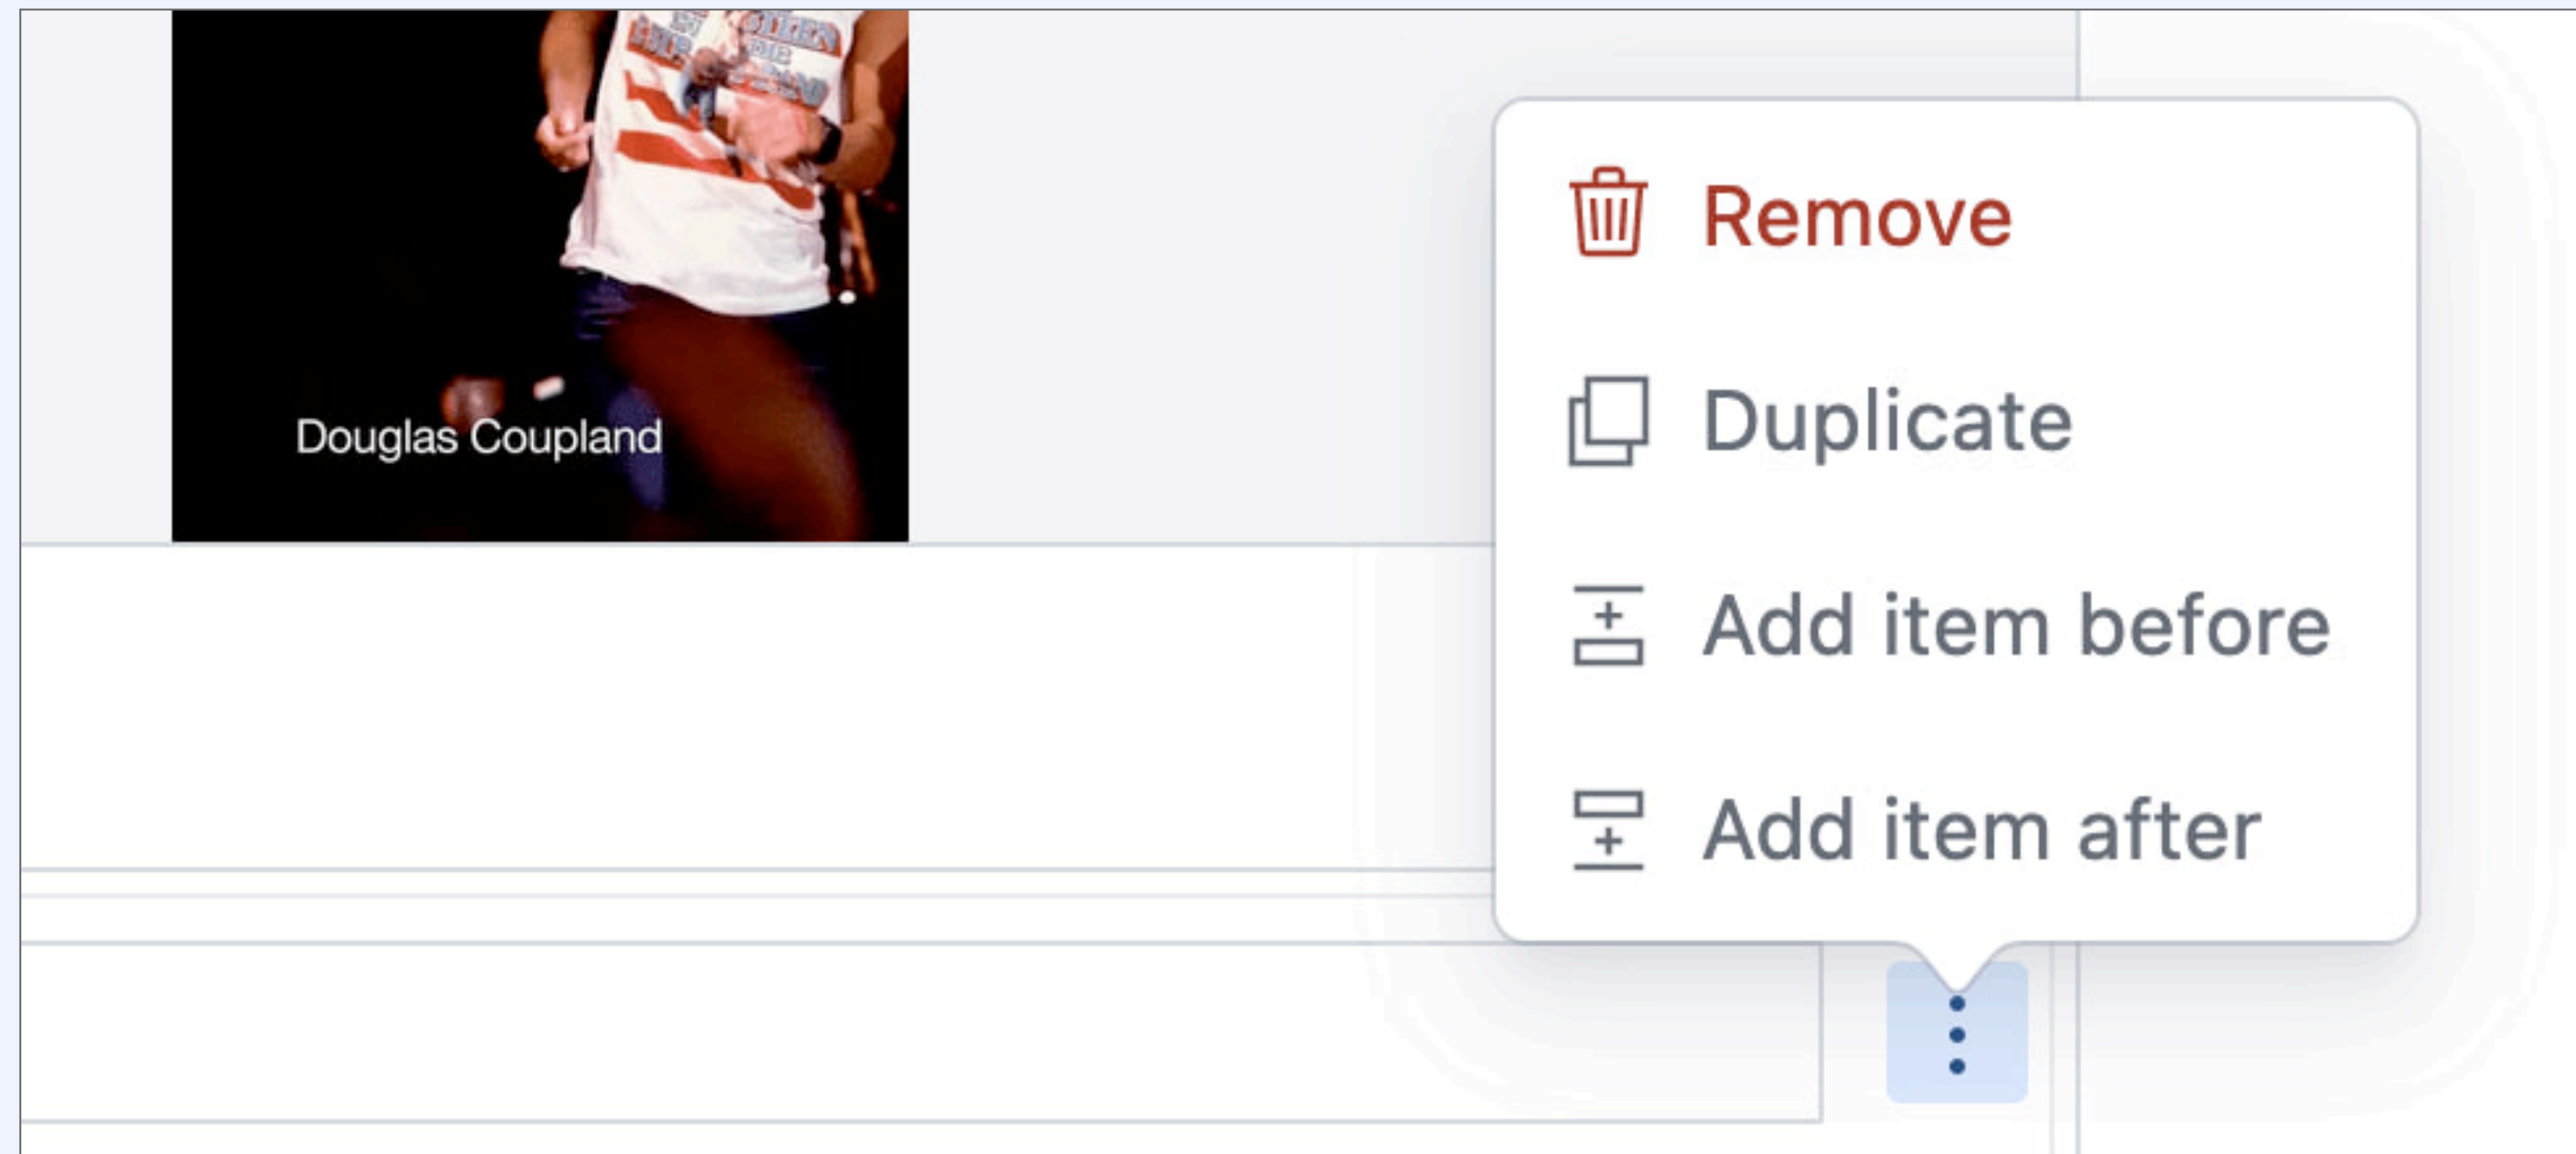 Douglas Coupland
Remove
Duplicate
Add item before
Add item after